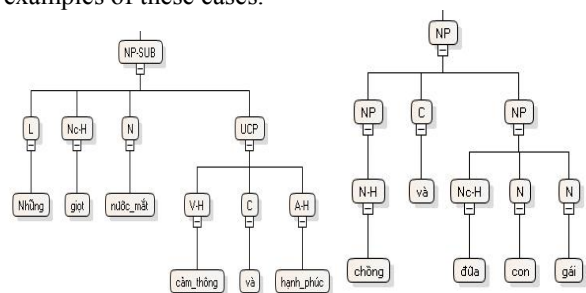 examples of these cases.
NP-SUB
L Nc-H N UCP
Những giọt nước_mắt
V-H C A-H
cảm_thông và hạnh_phúc
NP
NP C NP
N-H và Nc-H N N
chồng đứa con gái